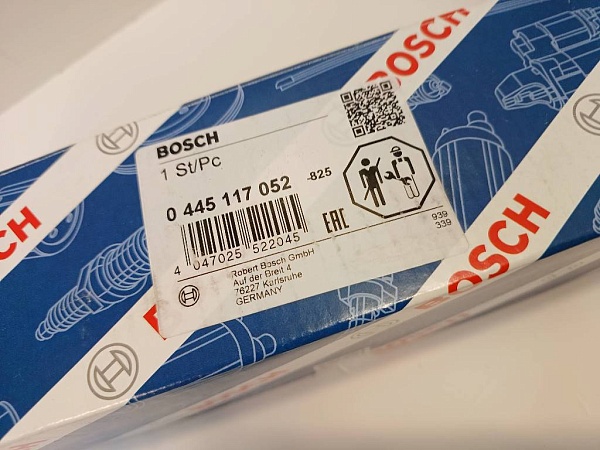 BOSCH
BOSCH
1 St/Pc
0 445 117 052 -825
EAC
939
339
4 047025 522045
Robert Bosch GmbH
Auf der Breit 4
76227 Karlsruhe
GERMANY
BOSCH
BOSCH